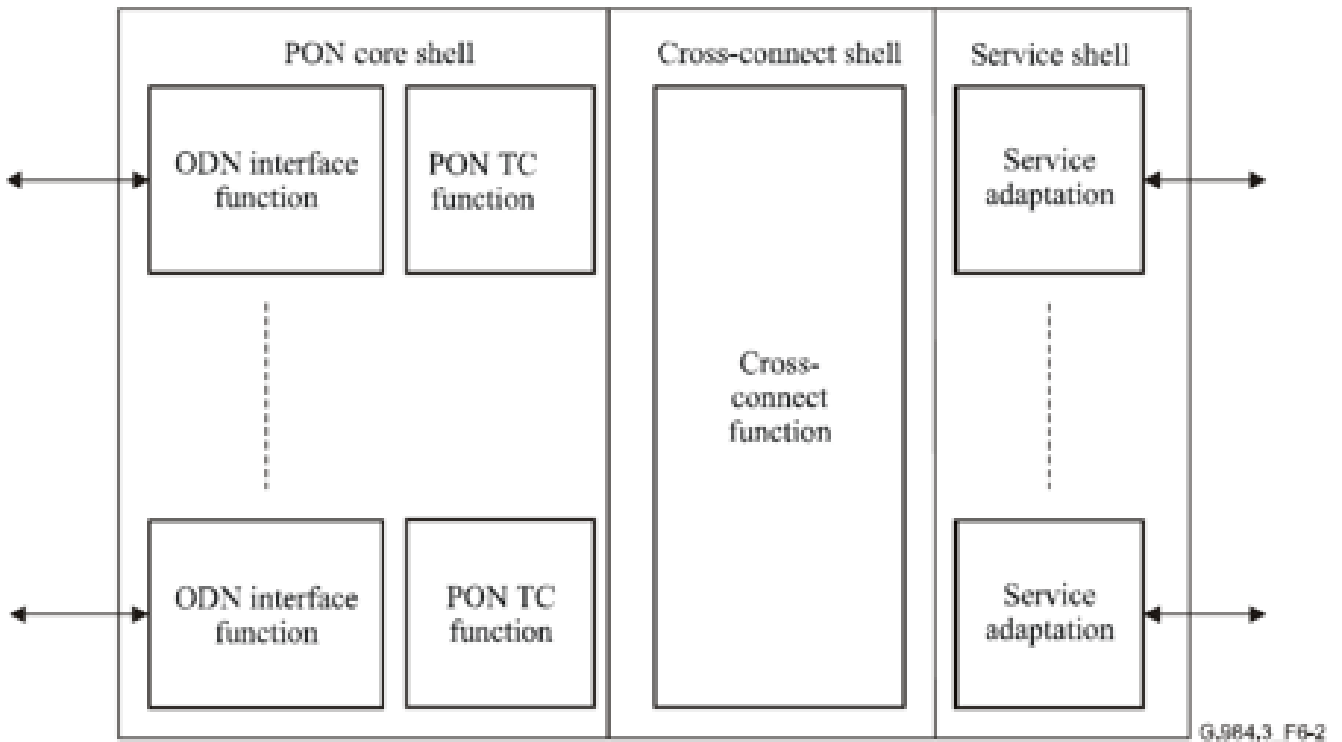 PON core shell
Cross-connect shell
Service shell
ODN interface
function
PON TC
function
Service
adaptation
Cross-
connect
function
ODN interface
function
PON TC
function
Service
adaptation
G.984.3_F6-2